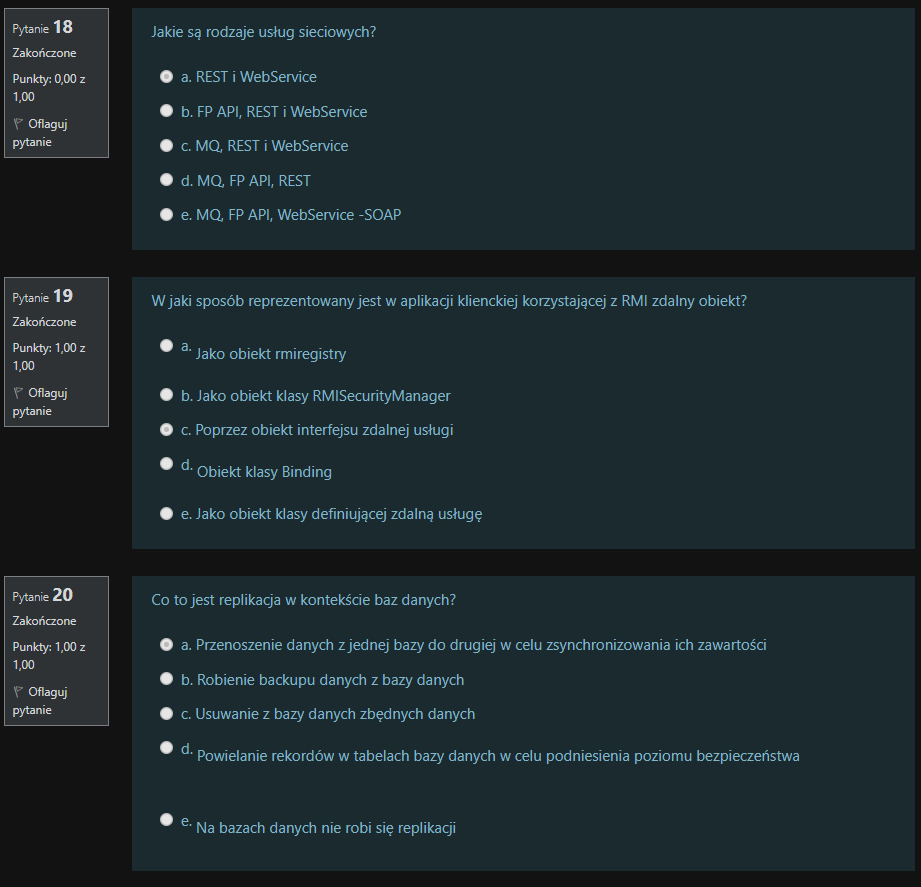 Pytanie 18
Zakończone
Punkty: 0,00 z
1,00
Oflaguj
pytanie
Jakie są rodzaje usług sieciowych?
a. REST i WebService
b. FP API, REST i WebService
c. MQ, REST i WebService
d. MQ, FP API, REST
e. MQ, FP API, WebService -SOAP
Pytanie 19
Zakończone
Punkty: 1,00 z
1,00
Oflaguj
pytanie
W jaki sposób reprezentowany jest w aplikacji klienckiej korzystającej z RMI zdalny obiekt?
a. Jako obiekt rmiregistry
b. Jako obiekt klasy RMISecurityManager
c. Poprzez obiekt interfejsu zdalnej usługi
d. Obiekt klasy Binding
e. Jako obiekt klasy definiującej zdalną usługę
Pytanie 20
Zakończone
Punkty: 1,00 z
1,00
Oflaguj
pytanie
Co to jest replikacja w kontekście baz danych?
a. Przenoszenie danych z jednej bazy do drugiej w celu zsynchronizowania ich zawartości
b. Robienie backupu danych z bazy danych
c. Usuwanie z bazy danych zbędnych danych
d. Powielanie rekordów w tabelach bazy danych w celu podniesienia poziomu bezpieczeństwa
e. Na bazach danych nie robi się replikacji